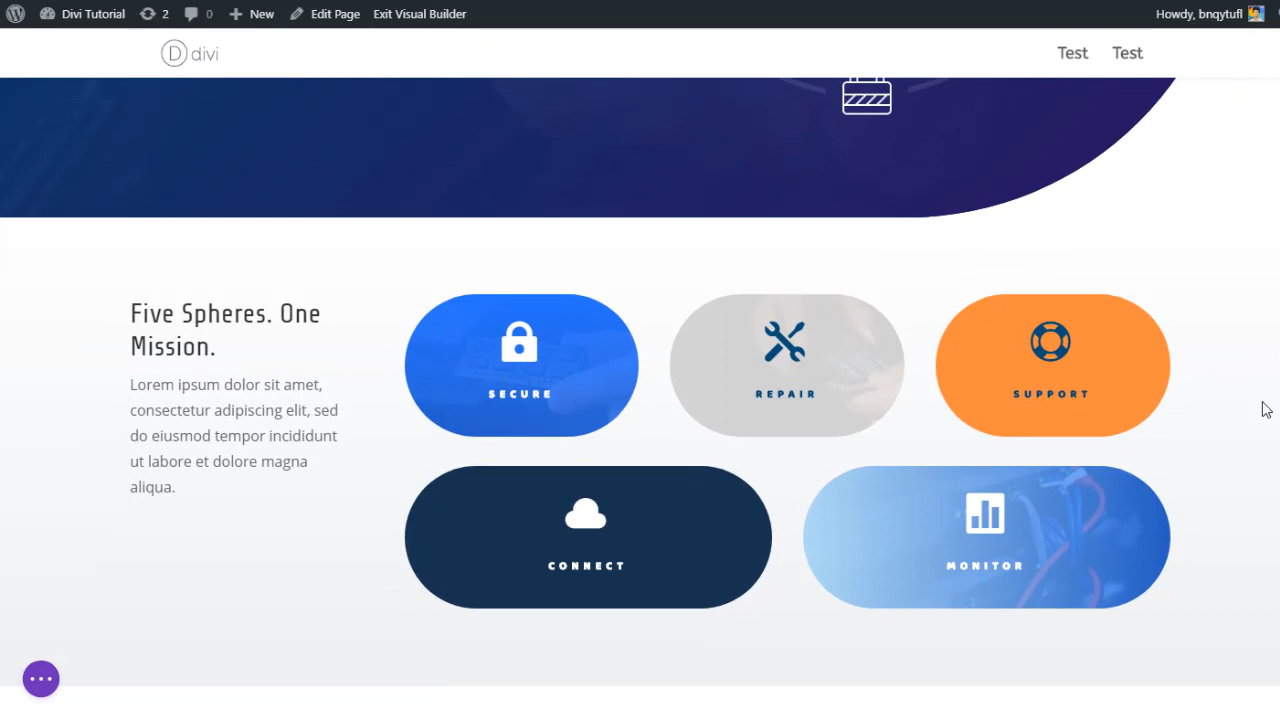 Divi Tutorial 2 0 New Edit Page Exit Visual Builder Howdy, bnqytufl
D divi Test Test
Five Spheres. One
Mission.
Lorem ipsum dolor sit amet,
consectetur adipiscing elit, sed
do eiusmod tempor incididunt
ut labore et dolore magna
aliqua.
SECURE
REPAIR
SUPPORT
CONNECT
MONITOR